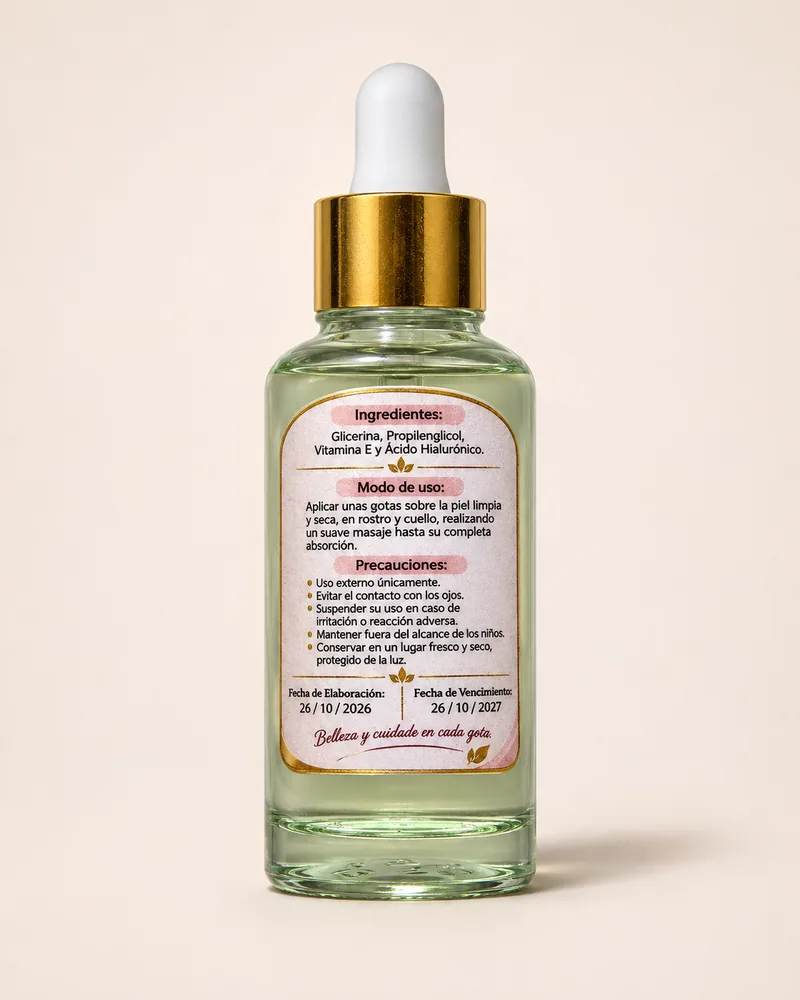 Ingredientes:
Glicerina, Propilenglicol,
Vitamina E y Ácido Hialurónico.
Modo de uso:
Aplicar unas gotas sobre la piel limpia
y seca, en rostro y cuello, realizando
un suave masaje hasta su completa
absorción.
Precauciones:
• Uso externo únicamente.
• Evitar el contacto con los ojos.
• Suspender su uso en caso de
irritación o reacción adversa.
• Mantener fuera del alcance de los niños.
• Conservar en un lugar fresco y seco,
protegido de la luz.
Fecha de Elaboración:
26 / 10 / 2026
Fecha de Vencimiento:
26 / 10 / 2027
Belleza y cuidade en cada gota.